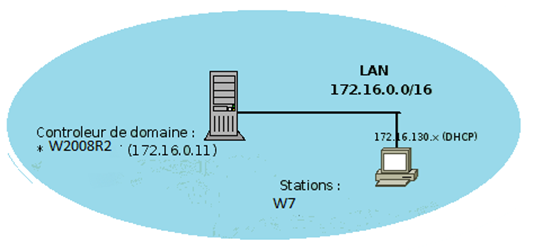 LAN
172.16.0.0/16
Controleur de domaine :
* W2008R2 (172.16.0.11)
172.16.130.x (DHCP)
Stations :
W7